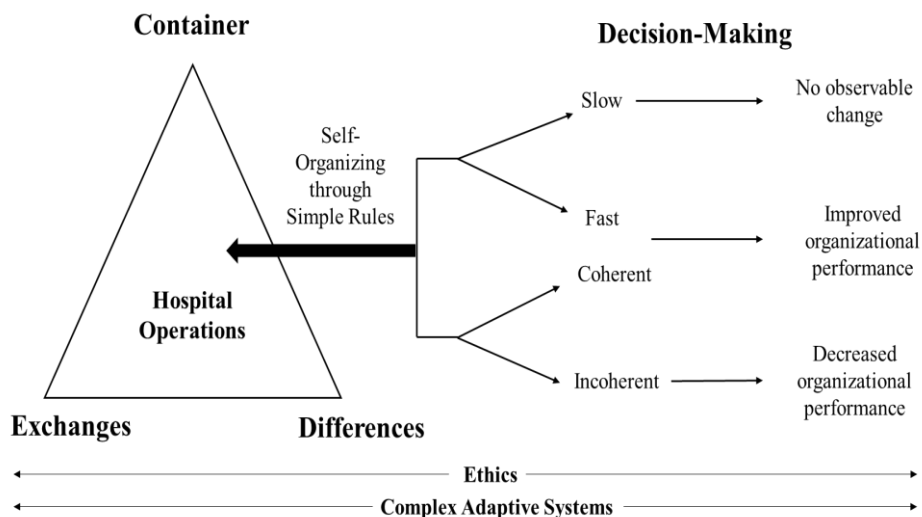 Container
Decision-Making
Self-
Organizing
through
Simple Rules
Hospital
Operations
Exchanges
Differences
Slow
No observable
change
Fast
Improved
organizational
performance
Coherent
Incoherent
Decreased
organizational
performance
Ethics
Complex Adaptive Systems